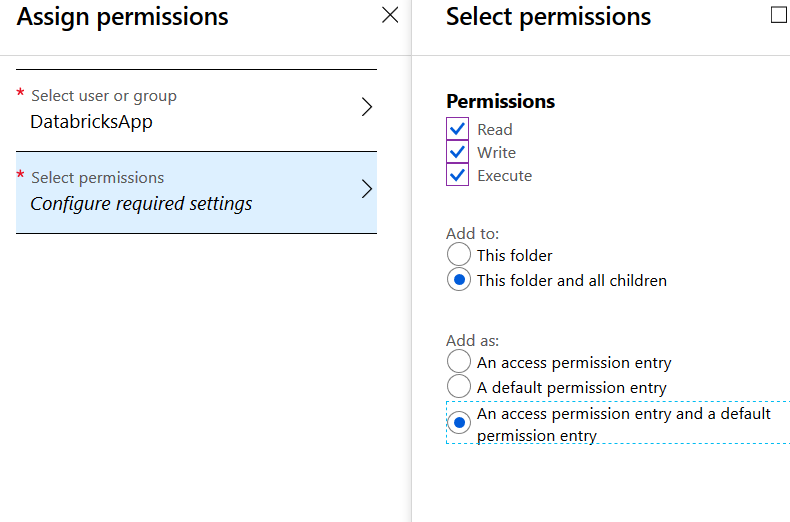 Assign permissions
* Select user or group
DatabricksApp
* Select permissions
Configure required settings
Select permissions
Permissions
Read
Write
Execute
Add to:
This folder
This folder and all children
Add as:
An access permission entry
A default permission entry
An access permission entry and a default
permission entry